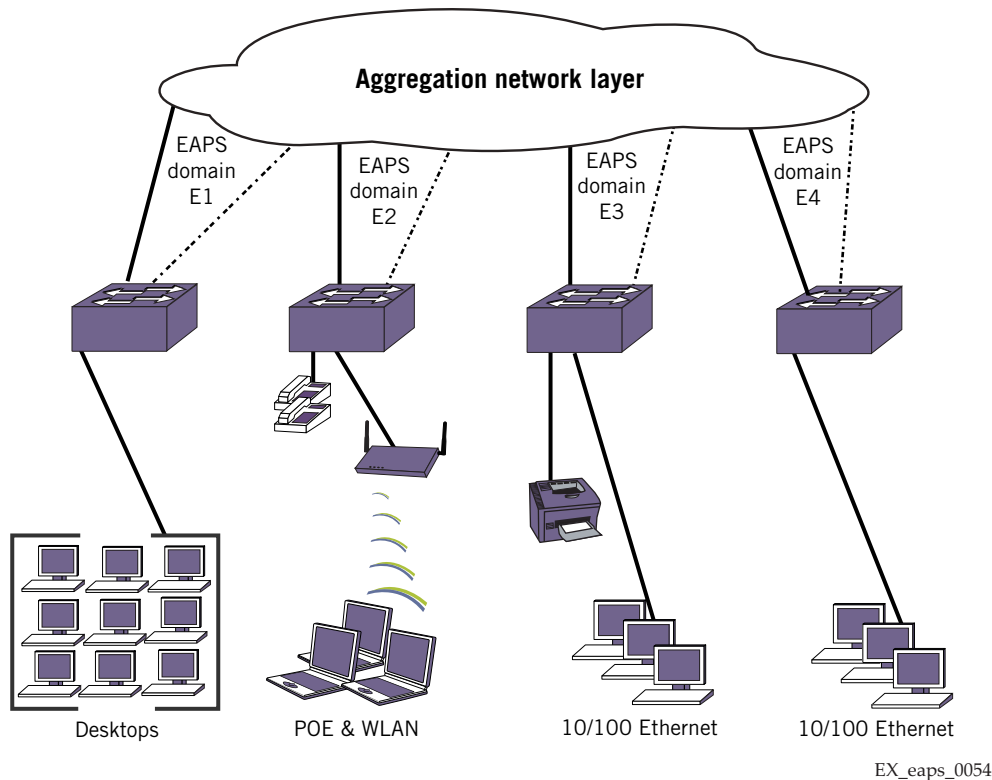 Aggregation network layer
EAPS
domain
E1
EAPS
domain
E2
EAPS
domain
E3
EAPS
domain
E4
Desktops
POE & WLAN
10/100 Ethernet
10/100 Ethernet
EX_eaps_0054